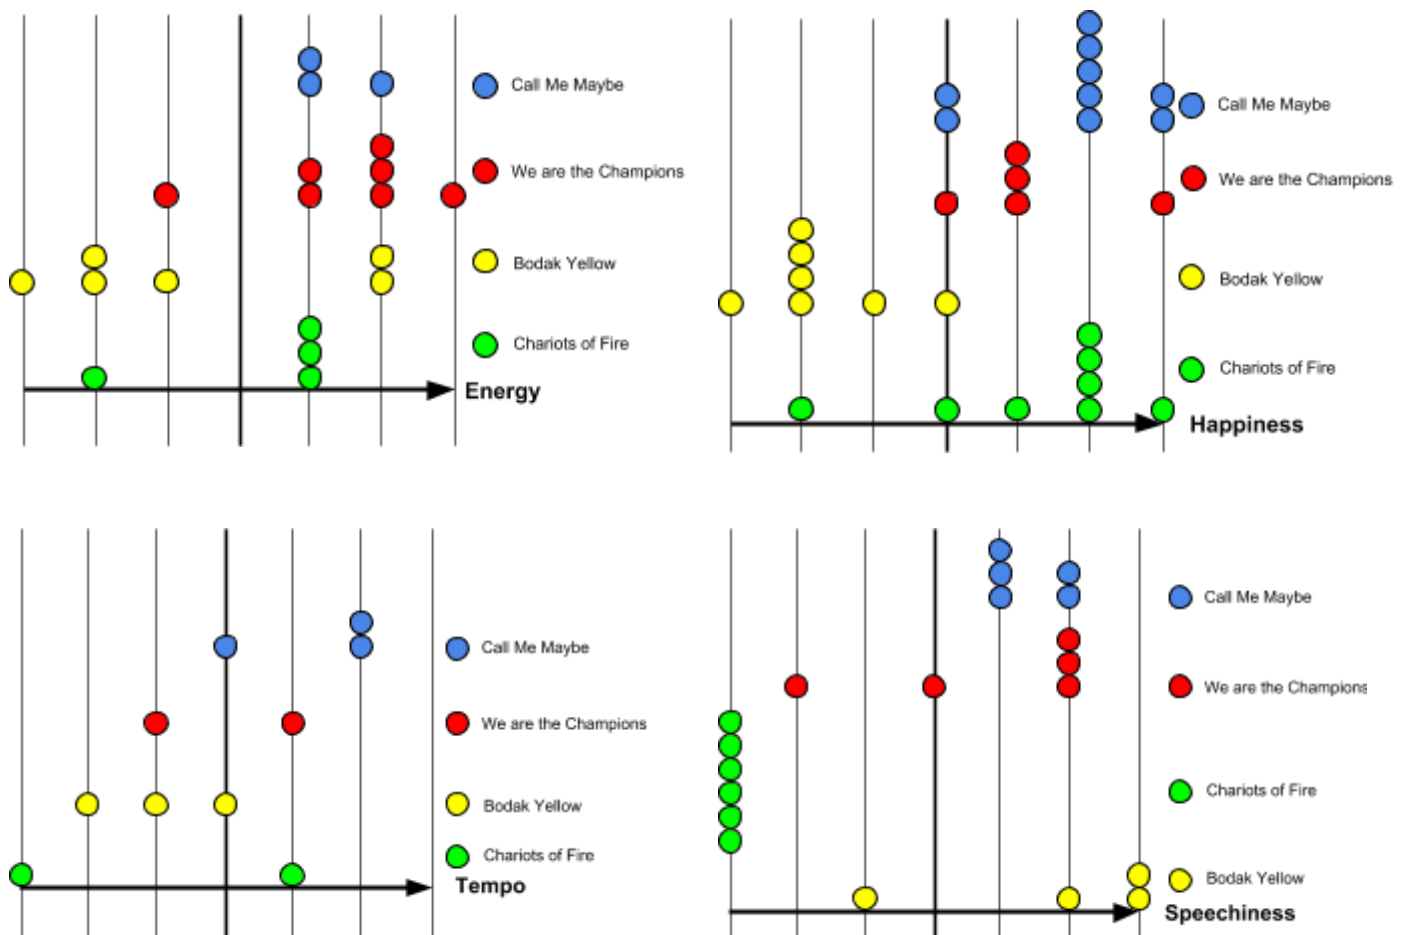 Call Me Maybe
We are the Champions
Bodak Yellow
Chariots of Fire
Energy
Call Me Maybe
We are the Champions
Bodak Yellow
Chariots of Fire
Happiness
Call Me Maybe
We are the Champions
Bodak Yellow
Chariots of Fire
Tempo
Call Me Maybe
We are the Champions
Chariots of Fire
Bodak Yellow
Speechiness